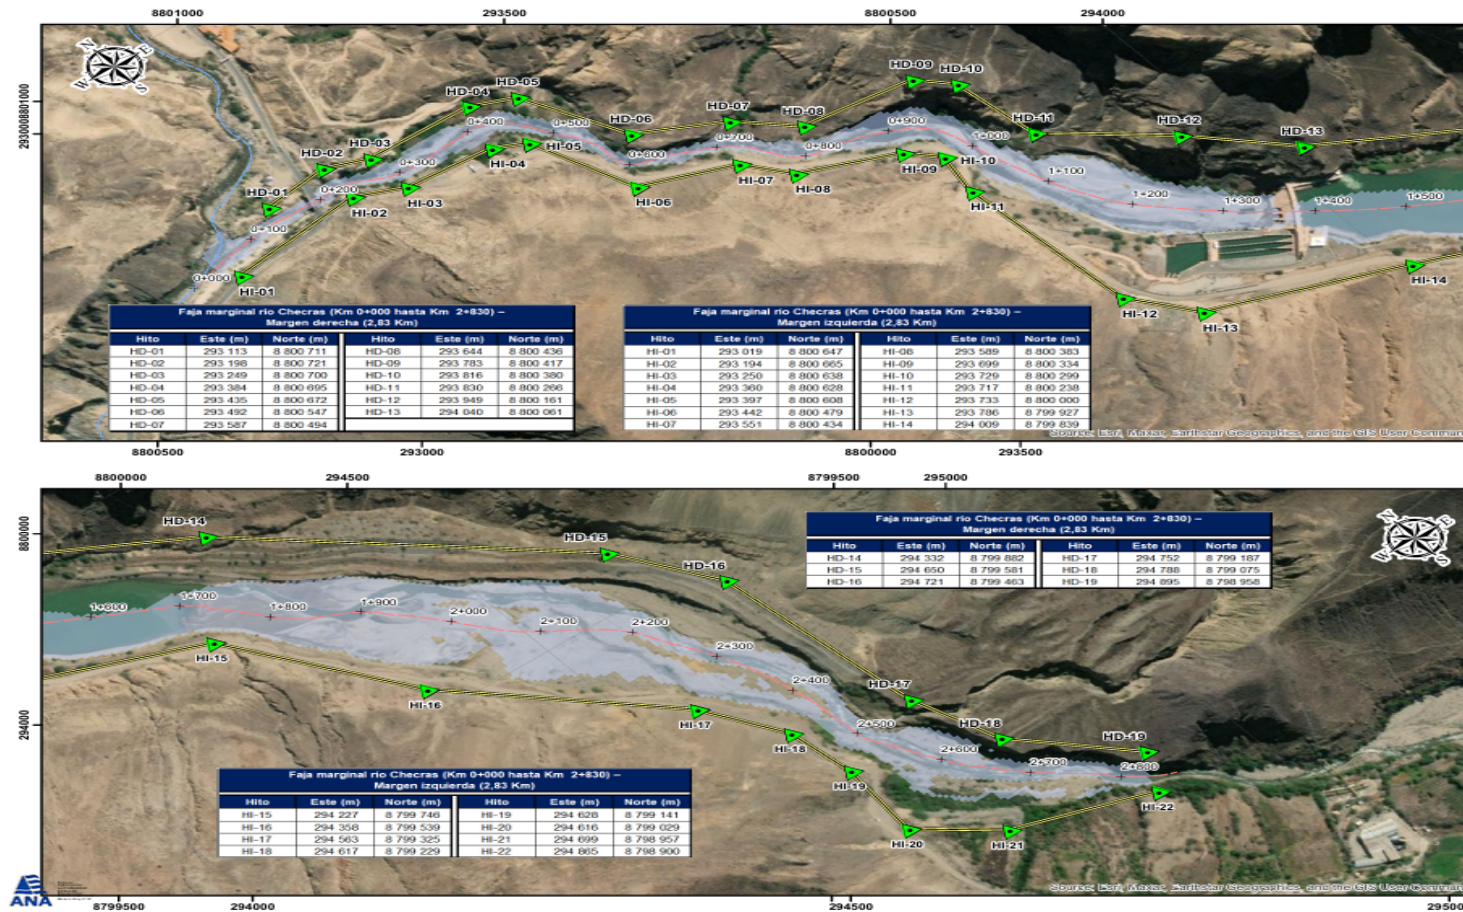 8801000 293500 8800500 294000
N E W S
8801000
293000
HD-01 HD-02 HD-03 HD-04 HD-05 HD-06 HD-07 HD-08 HD-09 HD-10 HD-11 HD-12 HD-13
0+000 0+100 0+200 0+300 0+400 0+500 0+600 0+700 0+800 0+900 1+000 1+100 1+200 1+300 1+400 1+500
HI-01 HI-02 HI-03 HI-04 HI-05 HI-06 HI-07 HI-08 HI-09 HI-10 HI-11 HI-12 HI-13 HI-14
Faja marginal río Checras (Km 0+000 hasta Km 2+830) –
Margen derecha (2,83 Km)
Hito Este (m) Norte (m) Hito Este (m) Norte (m)
HD-01 293 113 8 800 711 HD-08 293 644 8 800 436
HD-02 293 198 8 800 721 HD-09 293 783 8 800 417
HD-03 293 249 8 800 700 HD-10 293 816 8 800 380
HD-04 293 384 8 800 695 HD-11 293 830 8 800 266
HD-05 293 435 8 800 672 HD-12 293 949 8 800 161
HD-06 293 492 8 800 547 HD-13 294 040 8 800 061
HD-07 293 587 8 800 494
Faja marginal río Checras (Km 0+000 hasta Km 2+830) –
Margen izquierda (2,83 Km)
Hito Este (m) Norte (m) Hito Este (m) Norte (m)
HI-01 293 019 8 800 647 HI-08 293 589 8 800 383
HI-02 293 194 8 800 665 HI-09 293 699 8 800 334
HI-03 293 250 8 800 638 HI-10 293 729 8 800 299
HI-04 293 360 8 800 628 HI-11 293 717 8 800 238
HI-05 293 397 8 800 608 HI-12 293 733 8 800 000
HI-06 293 442 8 800 479 HI-13 293 786 8 799 927
HI-07 293 551 8 800 434 HI-14 294 009 8 799 839
Source: Esri, Maxar, Earthstar Geographics, and the GIS User Commun
8800500 293000 8800000 293500
8800000 294500 8799500 295000
8800000
294000
HD-14 HD-15 HD-16 HD-17 HD-18 HD-19
Faja marginal río Checras (Km 0+000 hasta Km 2+830) –
Margen derecha (2,83 Km)
Hito Este (m) Norte (m) Hito Este (m) Norte (m)
HD-14 294 332 8 799 882 HD-17 294 752 8 799 187
HD-15 294 650 8 799 581 HD-18 294 788 8 799 075
HD-16 294 721 8 799 463 HD-19 294 895 8 798 958
N E W S
1+600 1+700 1+800 1+900 2+000 2+100 2+200 2+300 2+400 2+500 2+600 2+700 2+800
HI-15 HI-16 HI-17 HI-18 HI-19 HI-20 HI-21 HI-22
Faja marginal río Checras (Km 0+000 hasta Km 2+830) –
Margen izquierda (2,83 Km)
Hito Este (m) Norte (m) Hito Este (m) Norte (m)
HI-15 294 227 8 799 746 HI-19 294 628 8 799 141
HI-16 294 358 8 799 539 HI-20 294 616 8 799 029
HI-17 294 563 8 799 325 HI-21 294 699 8 798 957
HI-18 294 617 8 799 229 HI-22 294 865 8 798 900
Source: Esri, Maxar, Earthstar Geographics, and the GIS User Commun
ANA
8799500 294000 294500 29500